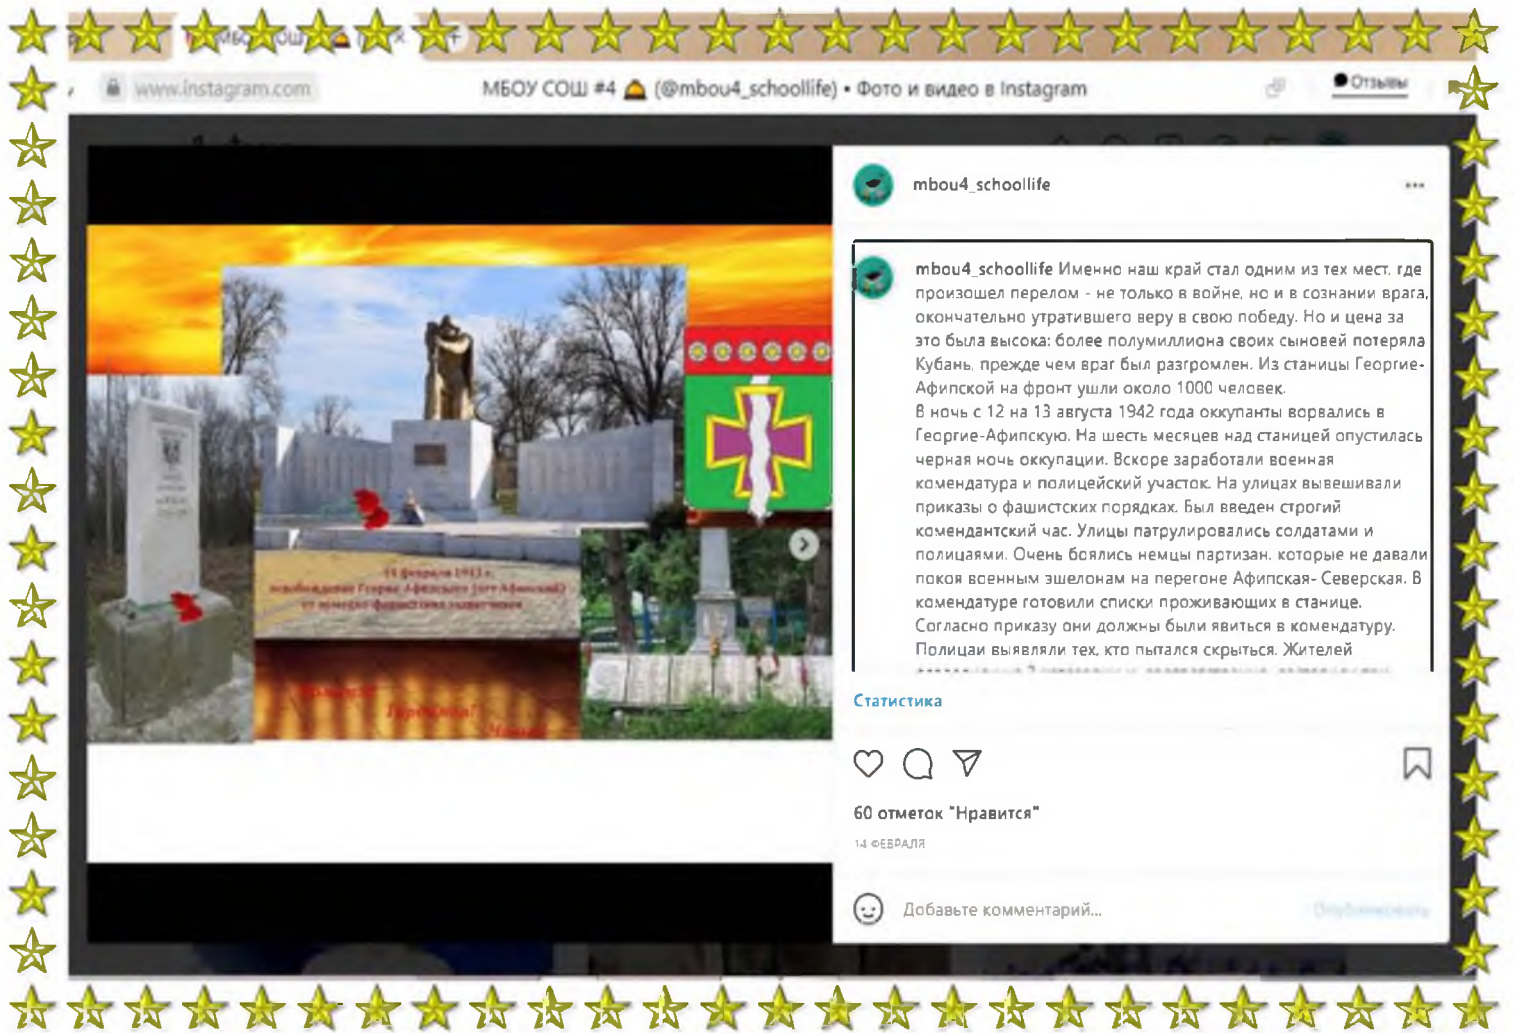 www.instagram.com
МБОУ СОШ #4 🛎 (@mbou4_schoollife) • Фото и видео в Instagram
Отзывы
mbou4_schoollife
mbou4_schoollife Именно наш край стал одним из тех мест, где
произошел перелом - не только в войне, но и в сознании врага,
окончательно утратившего веру в свою победу. Но и цена за
это была высока: более полумиллиона своих сыновей потеряла
Кубань, прежде чем враг был разгромлен. Из станицы Георгие-
Афипской на фронт ушли около 1000 человек.
В ночь с 12 на 13 августа 1942 года оккупанты ворвались в
Георгие-Афипскую. На шесть месяцев над станицей опустилась
черная ночь оккупации. Вскоре заработали военная
комендатура и полицейский участок. На улицах вывешивали
приказы о фашистских порядках. Был введен строгий
комендантский час. Улицы патрулировались солдатами и
полицаями. Очень боялись немцы партизан, которые не давали
покоя военным эшелонам на перегоне Афипская- Северская. В
комендатуре готовили списки проживающих в станице.
Согласно приказу они должны были явиться в комендатуру.
Полицаи выявляли тех, кто пытался скрыться. Жителей
Статистика
60 отметок "Нравится"
14 ФЕВРАЛЯ
Добавьте комментарий...
Опубликовать